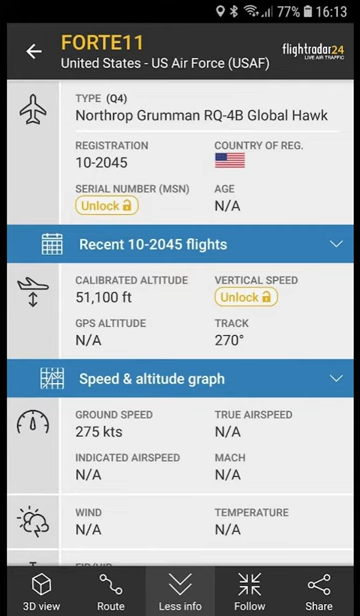 77% 16:13
FORTE11
United States - US Air Force (USAF)
flightradar24
LIVE AIR TRAFFIC
TYPE (Q4)
Northrop Grumman RQ-4B Global Hawk
REGISTRATION COUNTRY OF REG.
10-2045
SERIAL NUMBER (MSN) AGE
Unlock N/A
Recent 10-2045 flights
CALIBRATED ALTITUDE VERTICAL SPEED
51,100 ft Unlock
GPS ALTITUDE TRACK
N/A 270°
Speed & altitude graph
GROUND SPEED TRUE AIRSPEED
275 kts N/A
INDICATED AIRSPEED MACH
N/A N/A
WIND TEMPERATURE
N/A N/A
3D view Route Less info Follow Share